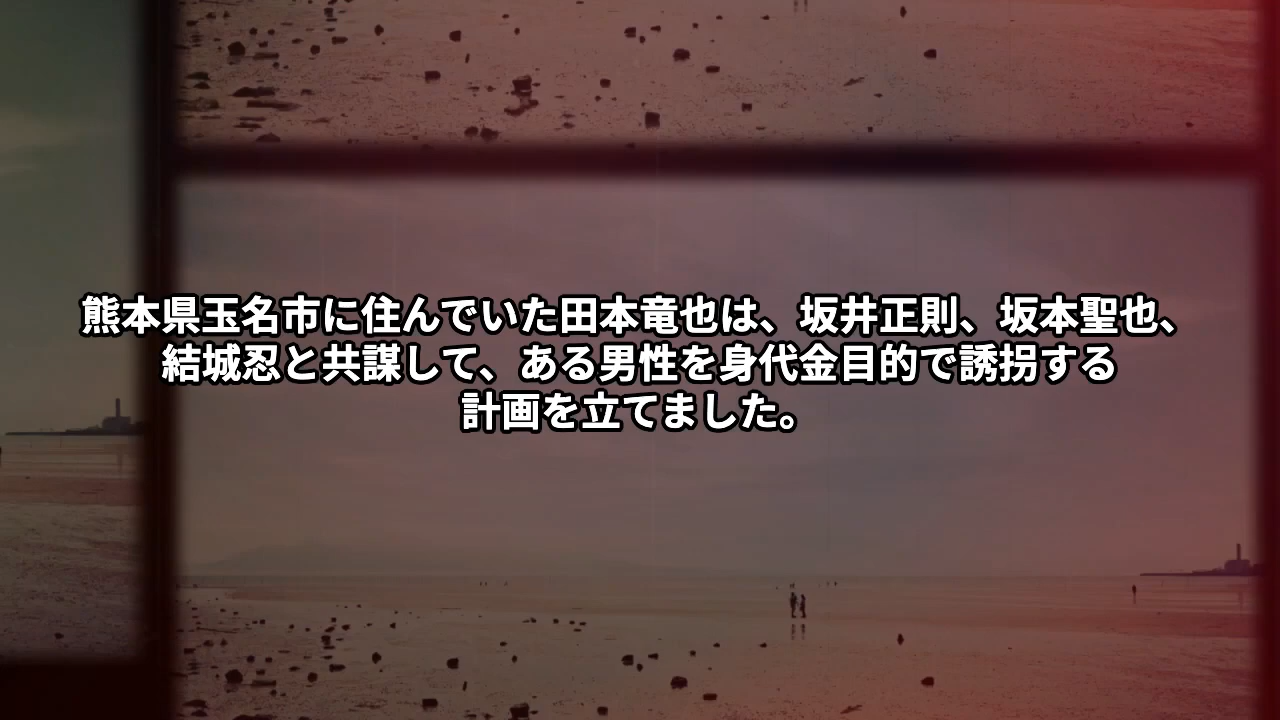 熊本県玉名市に住んでいた田本竜也は、坂井正則、坂本聖也、
結城忍と共謀して、ある男性を身代金目的で誘拐する
計画を立てました。